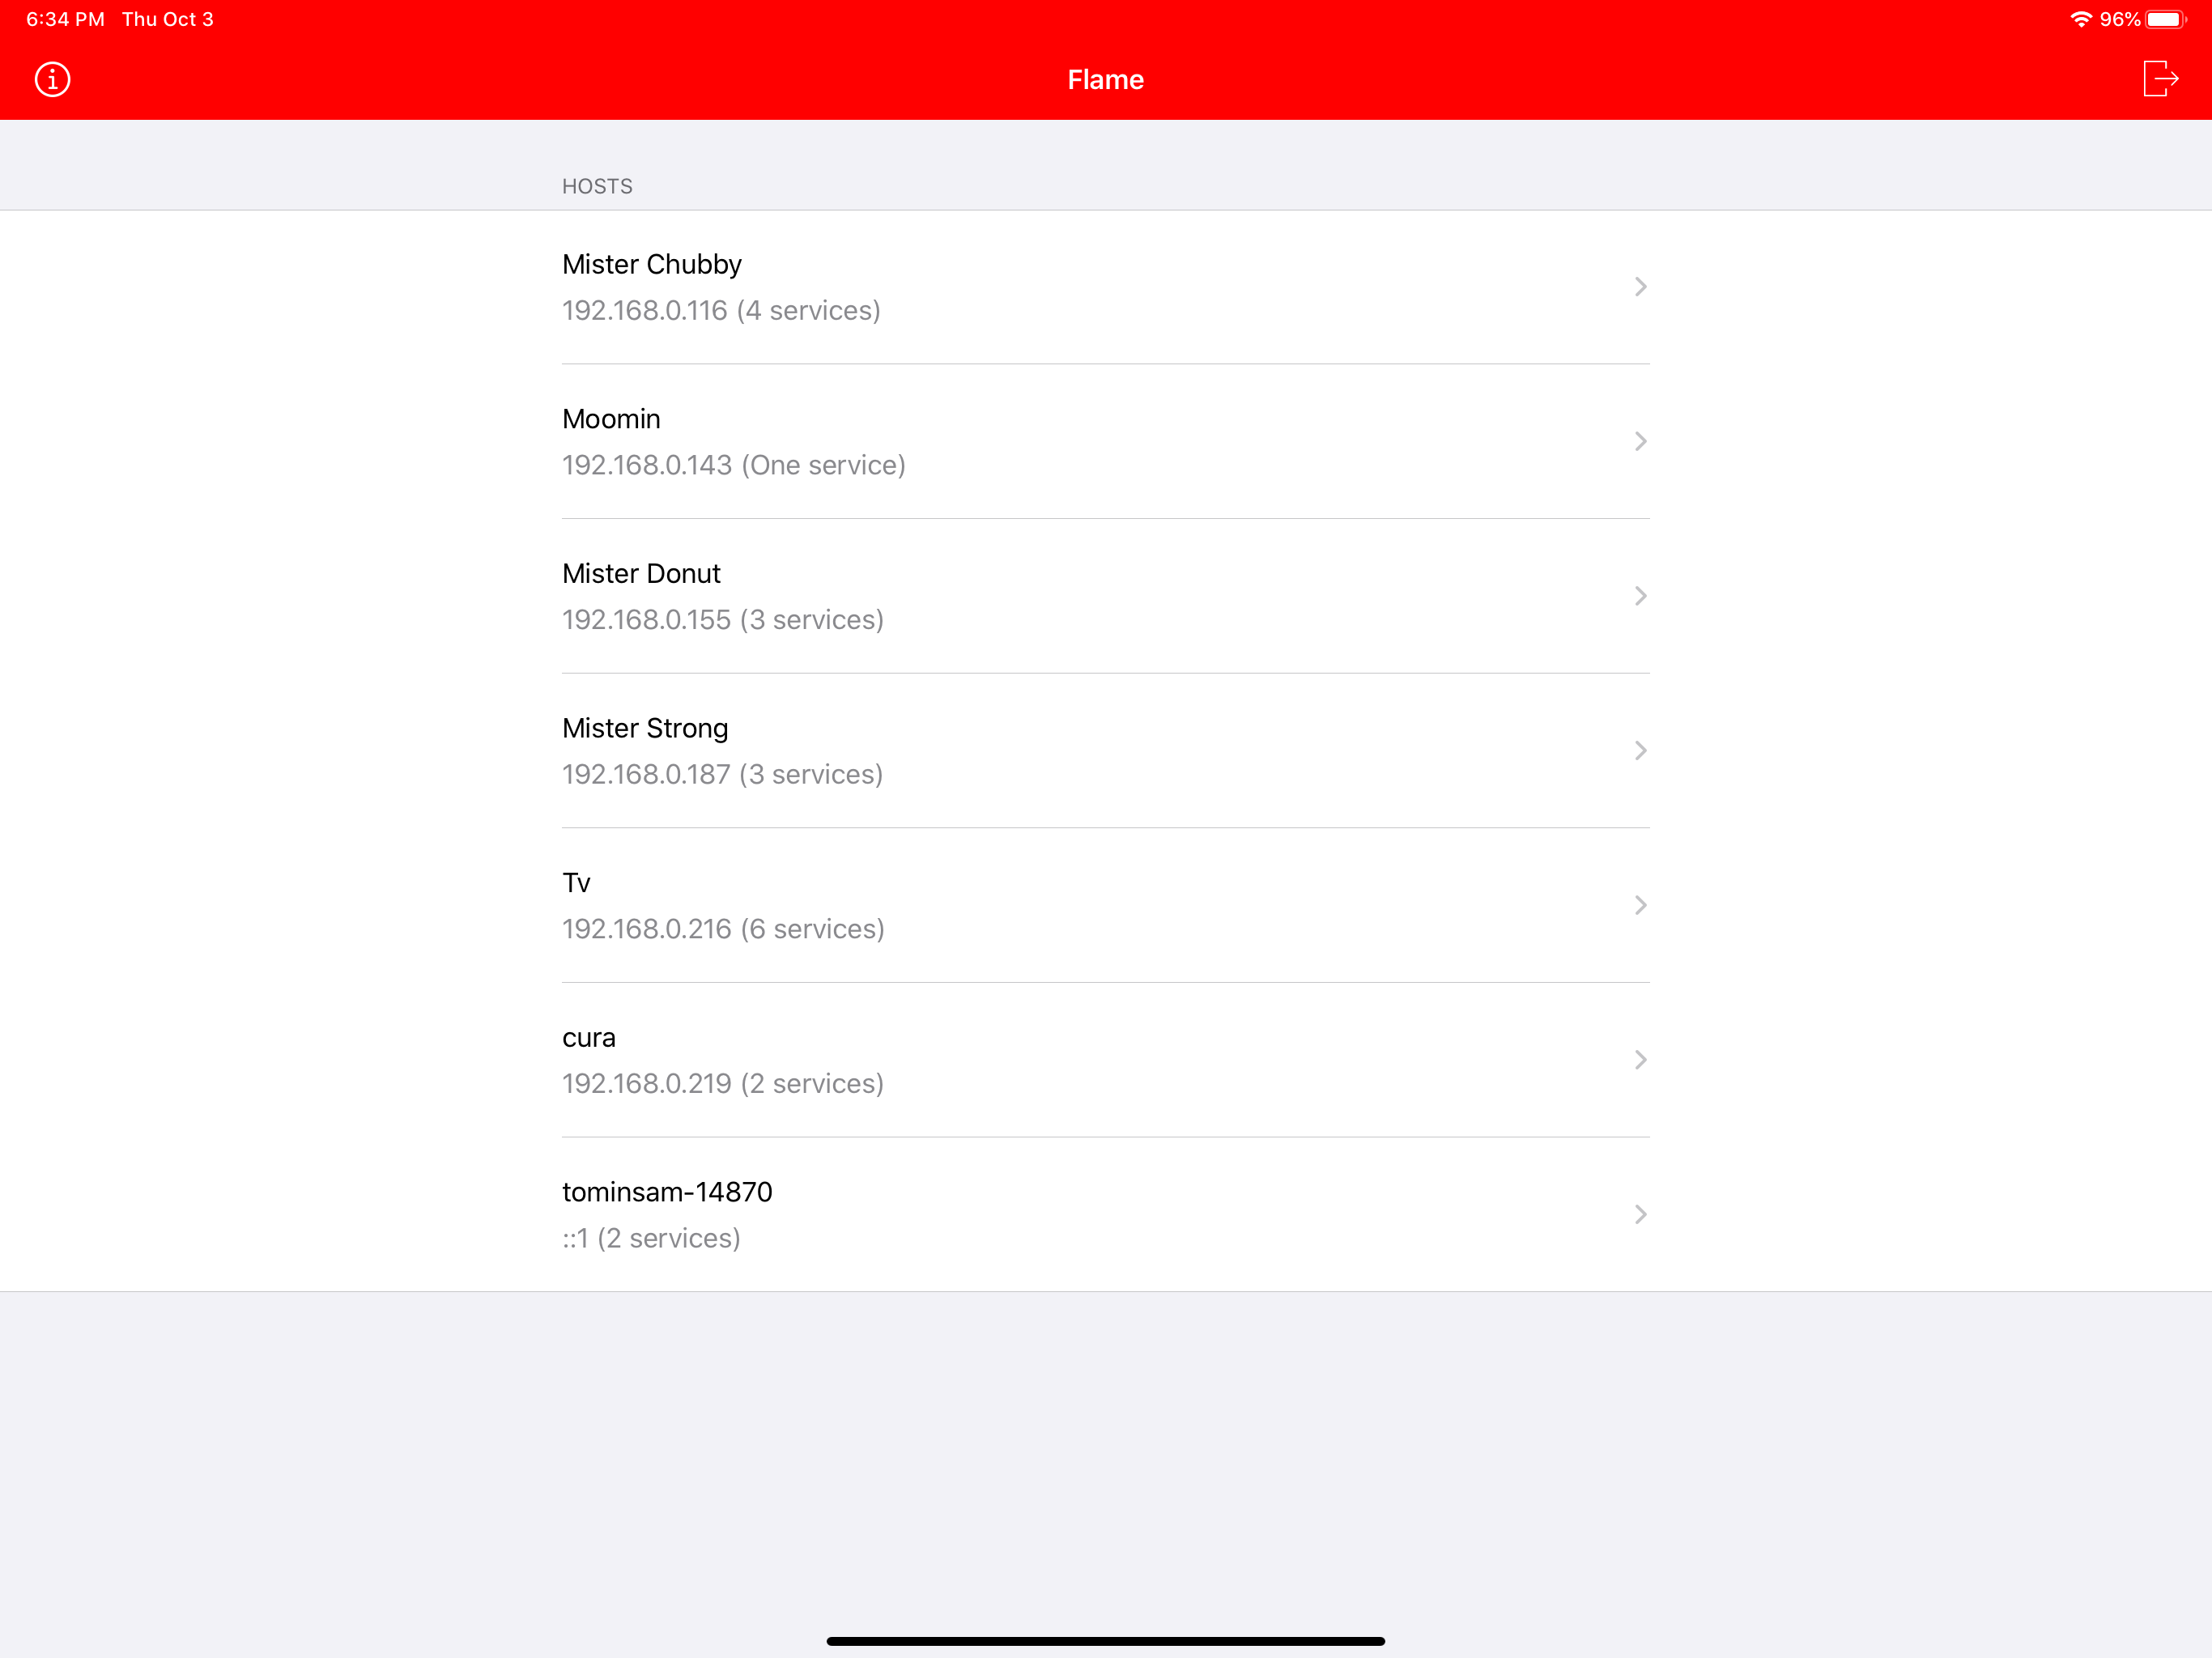 6:34 PM Thu Oct 3 96%
Flame
HOSTS
Mister Chubby
192.168.0.116 (4 services)
Moomin
192.168.0.143 (One service)
Mister Donut
192.168.0.155 (3 services)
Mister Strong
192.168.0.187 (3 services)
Tv
192.168.0.216 (6 services)
cura
192.168.0.219 (2 services)
tominsam-14870
::1 (2 services)